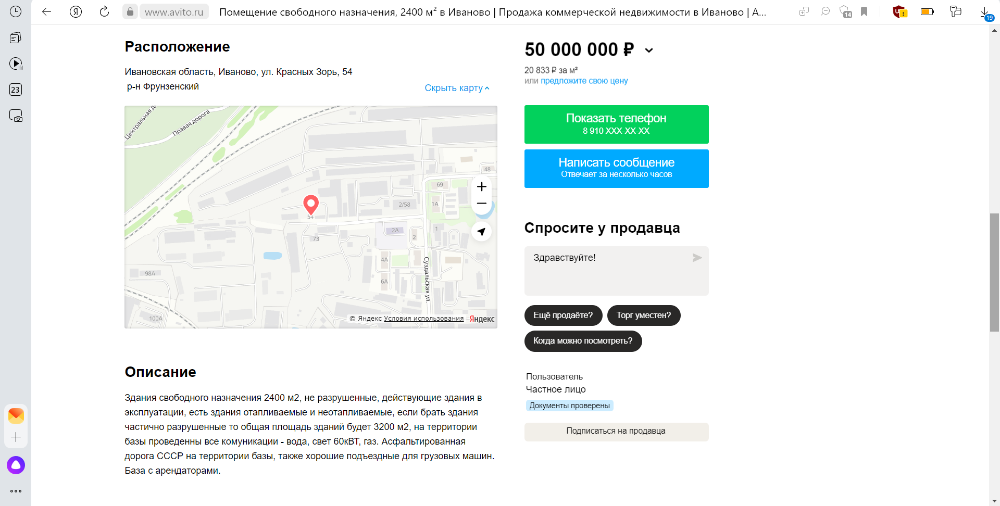 www.avito.ru
Помещение свободного назначения, 2400 м² в Иваново | Продажа коммерческой недвижимости в Иваново | А...
14
19
23
Расположение
Ивановская область, Иваново, ул. Красных Зорь, 54
р-н Фрунзенский
Скрыть карту
Центральная до
Правая дорога
48
69
2/58
1А
54
2А
1
2
73
4А
6А
98А
100А
Суздальская ул.
© Яндекс Условия использования Яндекс
Описание
Здания свободного назначения 2400 м2, не разрушенные, действующие здания в
эксплуатации, есть здания отапливаемые и неотапливаемые, если брать здания
частично разрушенные то общая площадь зданий будет 3200 м2, на территории
базы проведенны все комуникации - вода, свет 60кВТ, газ. Асфальтированная
дорога СССР на территории базы, также хорошие подъездные для грузовых машин.
База с арендаторами.
50 000 000 ₽
20 833 ₽ за м²
или предложите свою цену
Показать телефон
8 910 XXX-XX-XX
Написать сообщение
Отвечает за несколько часов
Спросите у продавца
Здравствуйте!
Ещё продаёте?
Торг уместен?
Когда можно посмотреть?
Пользователь
Частное лицо
Документы проверены
Подписаться на продавца